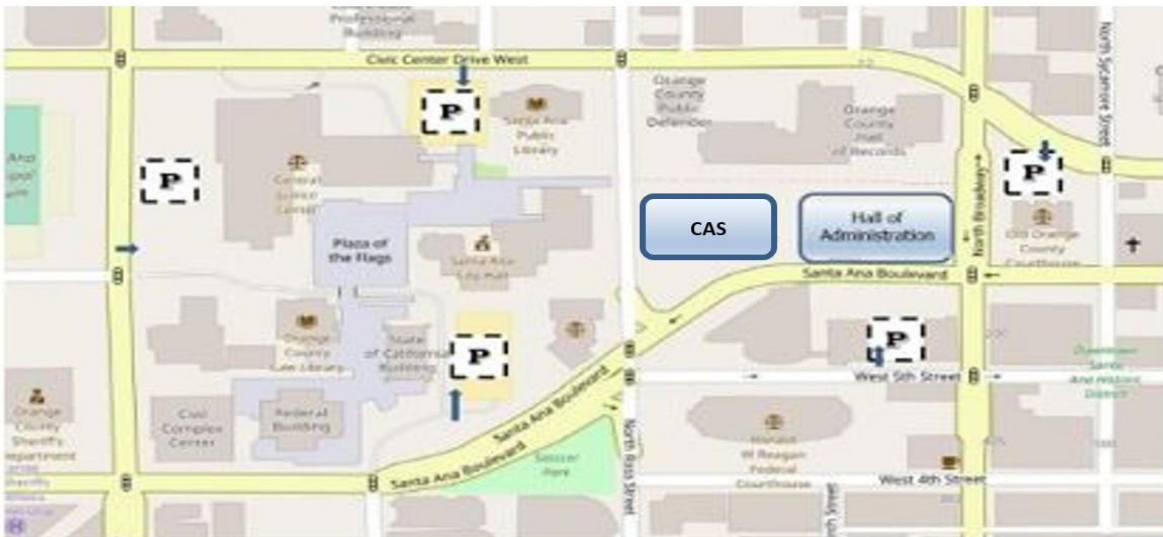 Professional
Building
Civic Center Drive West
North Sycamore Street
P
Santa Ana
Public
Library
Orange
County
Public
Defender
Orange
County
Hall
of Records
P
P
Central
Justice
Center
North Broadway
CAS
Hall of
Administration
Plaza of
the Flags
Santa Ana
City Hall
Old Orange
County
Courthouse
Santa Ana Boulevard
Orange
County
Law Library
State
of California
Building
P
P
West 5th Street
Downtown
Santa
Ana Historic
District
Orange
County
Sheriff's
Civic
Complex
Center
Federal
Building
Santa Ana Boulevard
Santa Ana Boulevard
North Ross Street
W Reagan
Federal
Courthouse
West 4th Street
Street